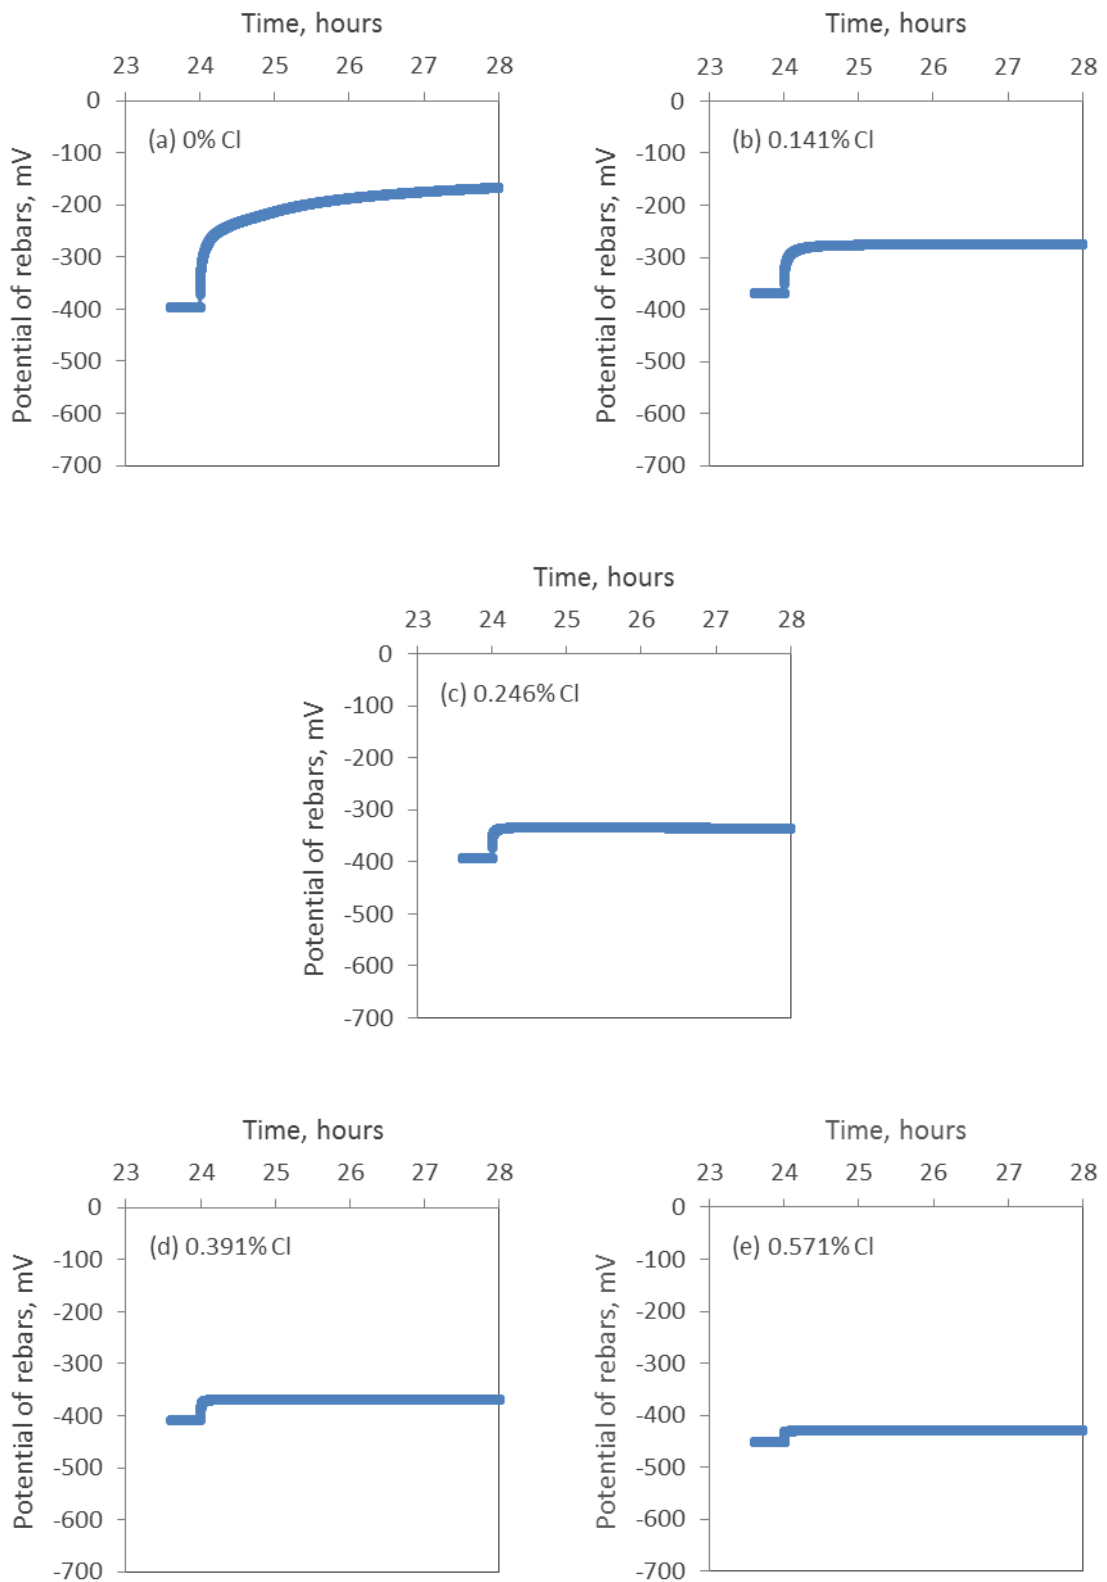 Time, hours
23 24 25 26 27 28
0
-100
-200
-300
-400
-500
-600
-700
Potential of rebars, mV
(a) 0% Cl
Time, hours
23 24 25 26 27 28
0
-100
-200
-300
-400
-500
-600
-700
Potential of rebars, mV
(b) 0.141% Cl
Time, hours
23 24 25 26 27 28
0
-100
-200
-300
-400
-500
-600
-700
Potential of rebars, mV
(c) 0.246% Cl
Time, hours
23 24 25 26 27 28
0
-100
-200
-300
-400
-500
-600
-700
Potential of rebars, mV
(d) 0.391% Cl
Time, hours
23 24 25 26 27 28
0
-100
-200
-300
-400
-500
-600
-700
Potential of rebars, mV
(e) 0.571% Cl